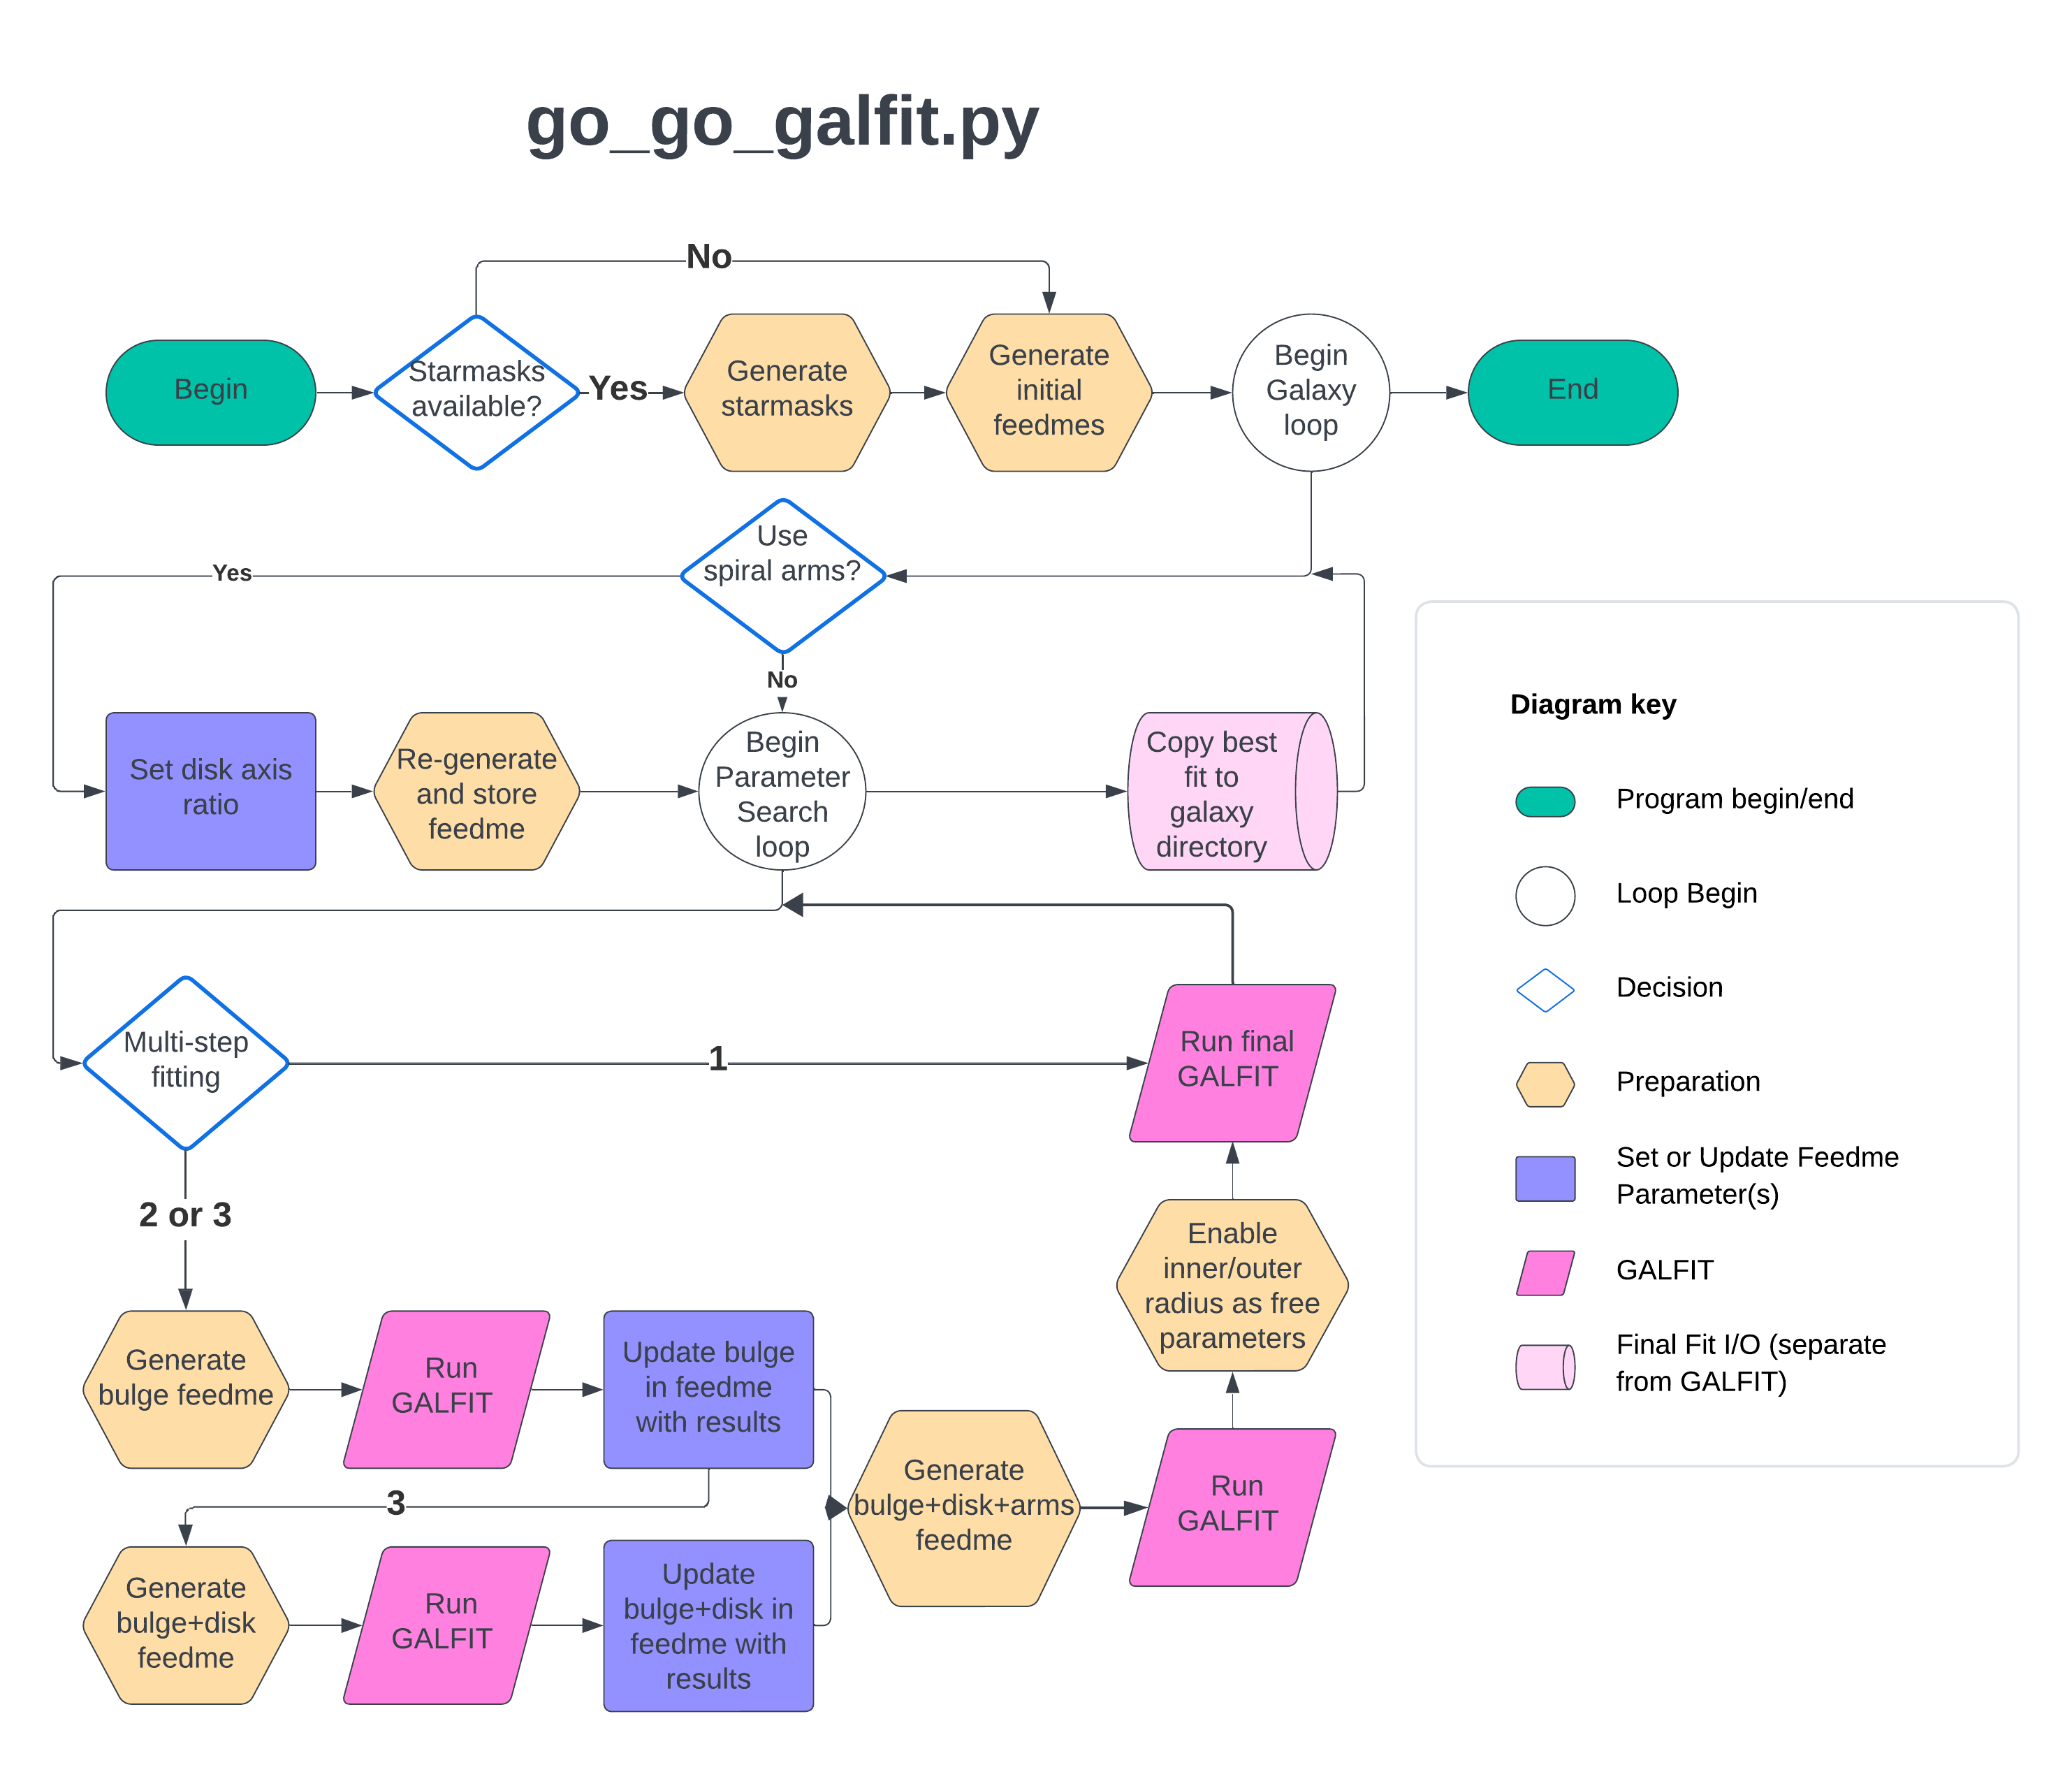 go_go_galfit.py
No
Begin
Starmasks
available?
Yes
Generate
starmasks
Generate
initial
feedmes
Begin
Galaxy
loop
End
Use
spiral arms?
Yes
No
Set disk axis
ratio
Re-generate
and store
feedme
Begin
Parameter
Search
loop
Copy best
fit to
galaxy
directory
Multi-step
fitting
1
Run final
GALFIT
2 or 3
Enable
inner/outer
radius as free
parameters
Generate
bulge feedme
Run
GALFIT
Update bulge
in feedme
with results
3
Generate
bulge+disk+arms
feedme
Run
GALFIT
Generate
bulge+disk
feedme
Run
GALFIT
Update
bulge+disk in
feedme with
results
Diagram key
Program begin/end
Loop Begin
Decision
Preparation
Set or Update Feedme
Parameter(s)
GALFIT
Final Fit I/O (separate
from GALFIT)